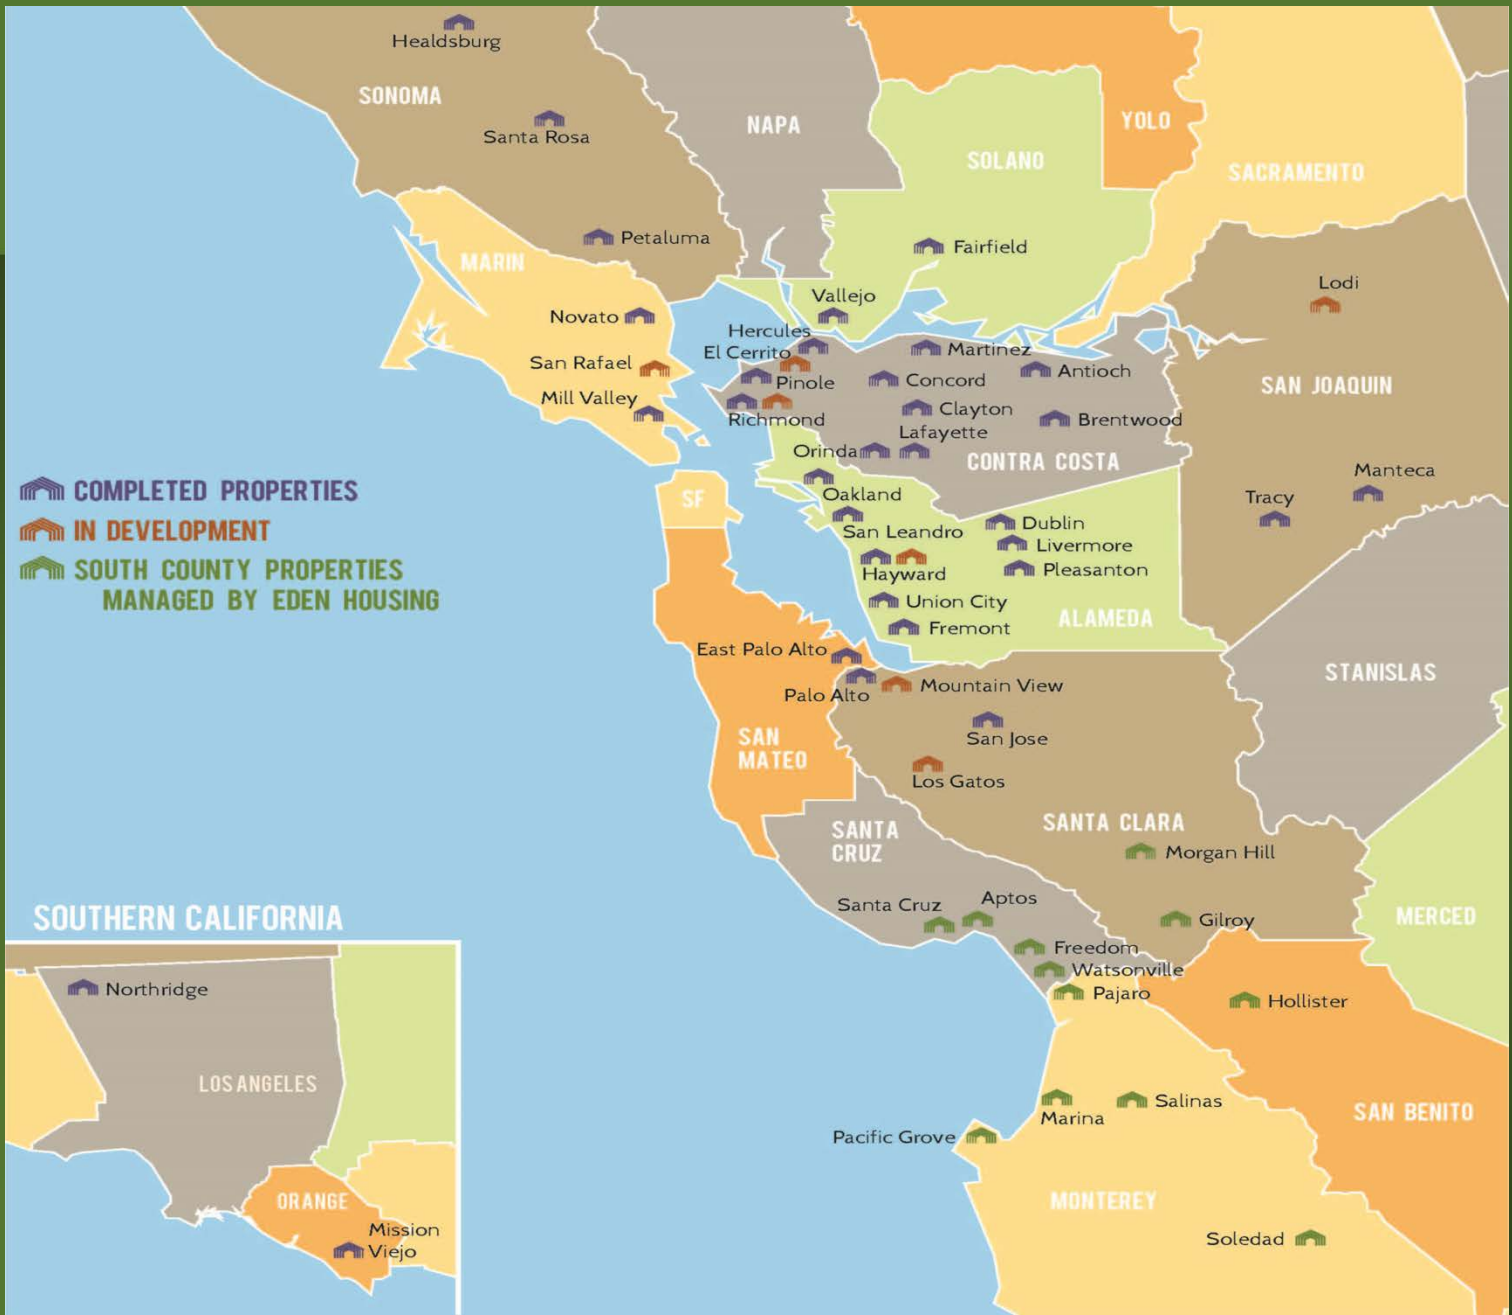 Healdsburg
SONOMA
Santa Rosa
NAPA
YOLO
SOLANO
SACRAMENTO
Petaluma
MARIN
Fairfield
Lodi
Vallejo
Novato
Hercules
El Cerrito
Martinez
San Rafael
Pinole
Concord
Antioch
SAN JOAQUIN
Mill Valley
Richmond
Clayton
Brentwood
Lafayette
Orinda
CONTRA COSTA
Manteca
Tracy
SF
Oakland
COMPLETED PROPERTIES
IN DEVELOPMENT
SOUTH COUNTY PROPERTIES
MANAGED BY EDEN HOUSING
San Leandro
Dublin
Livermore
Hayward
Pleasanton
Union City
ALAMEDA
Fremont
East Palo Alto
Palo Alto
Mountain View
STANISLAS
San Jose
SAN
MATEO
Los Gatos
SANTA
CRUZ
SANTA CLARA
Morgan Hill
Santa Cruz
Aptos
Gilroy
MERCED
Freedom
Watsonville
Pajaro
Hollister
Marina
Salinas
SAN BENITO
Pacific Grove
MONTEREY
Soledad
SOUTHERN CALIFORNIA
Northridge
LOS ANGELES
ORANGE
Mission
Viejo